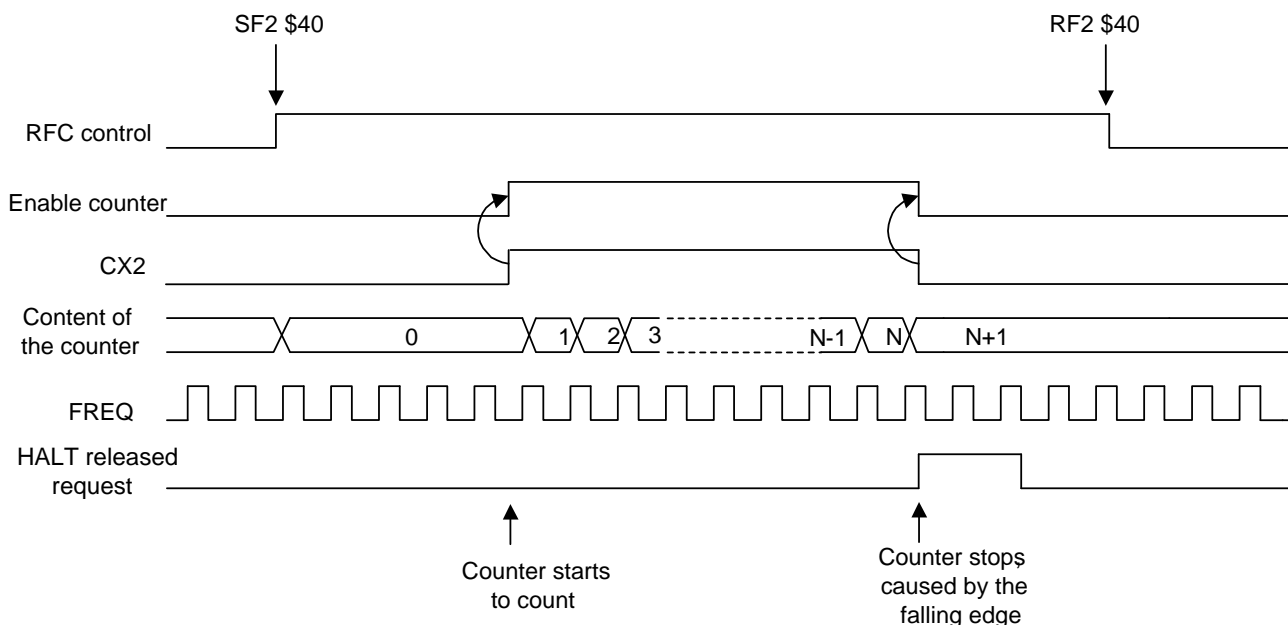 SF2 $40
RF2 $40
RFC control
Enable counter
CX2
Content of
the counter
0
1
2
3
N-1
N
N+1
FREQ
HALT released
request
Counter starts
to count
Counter stops
caused by the
falling edge